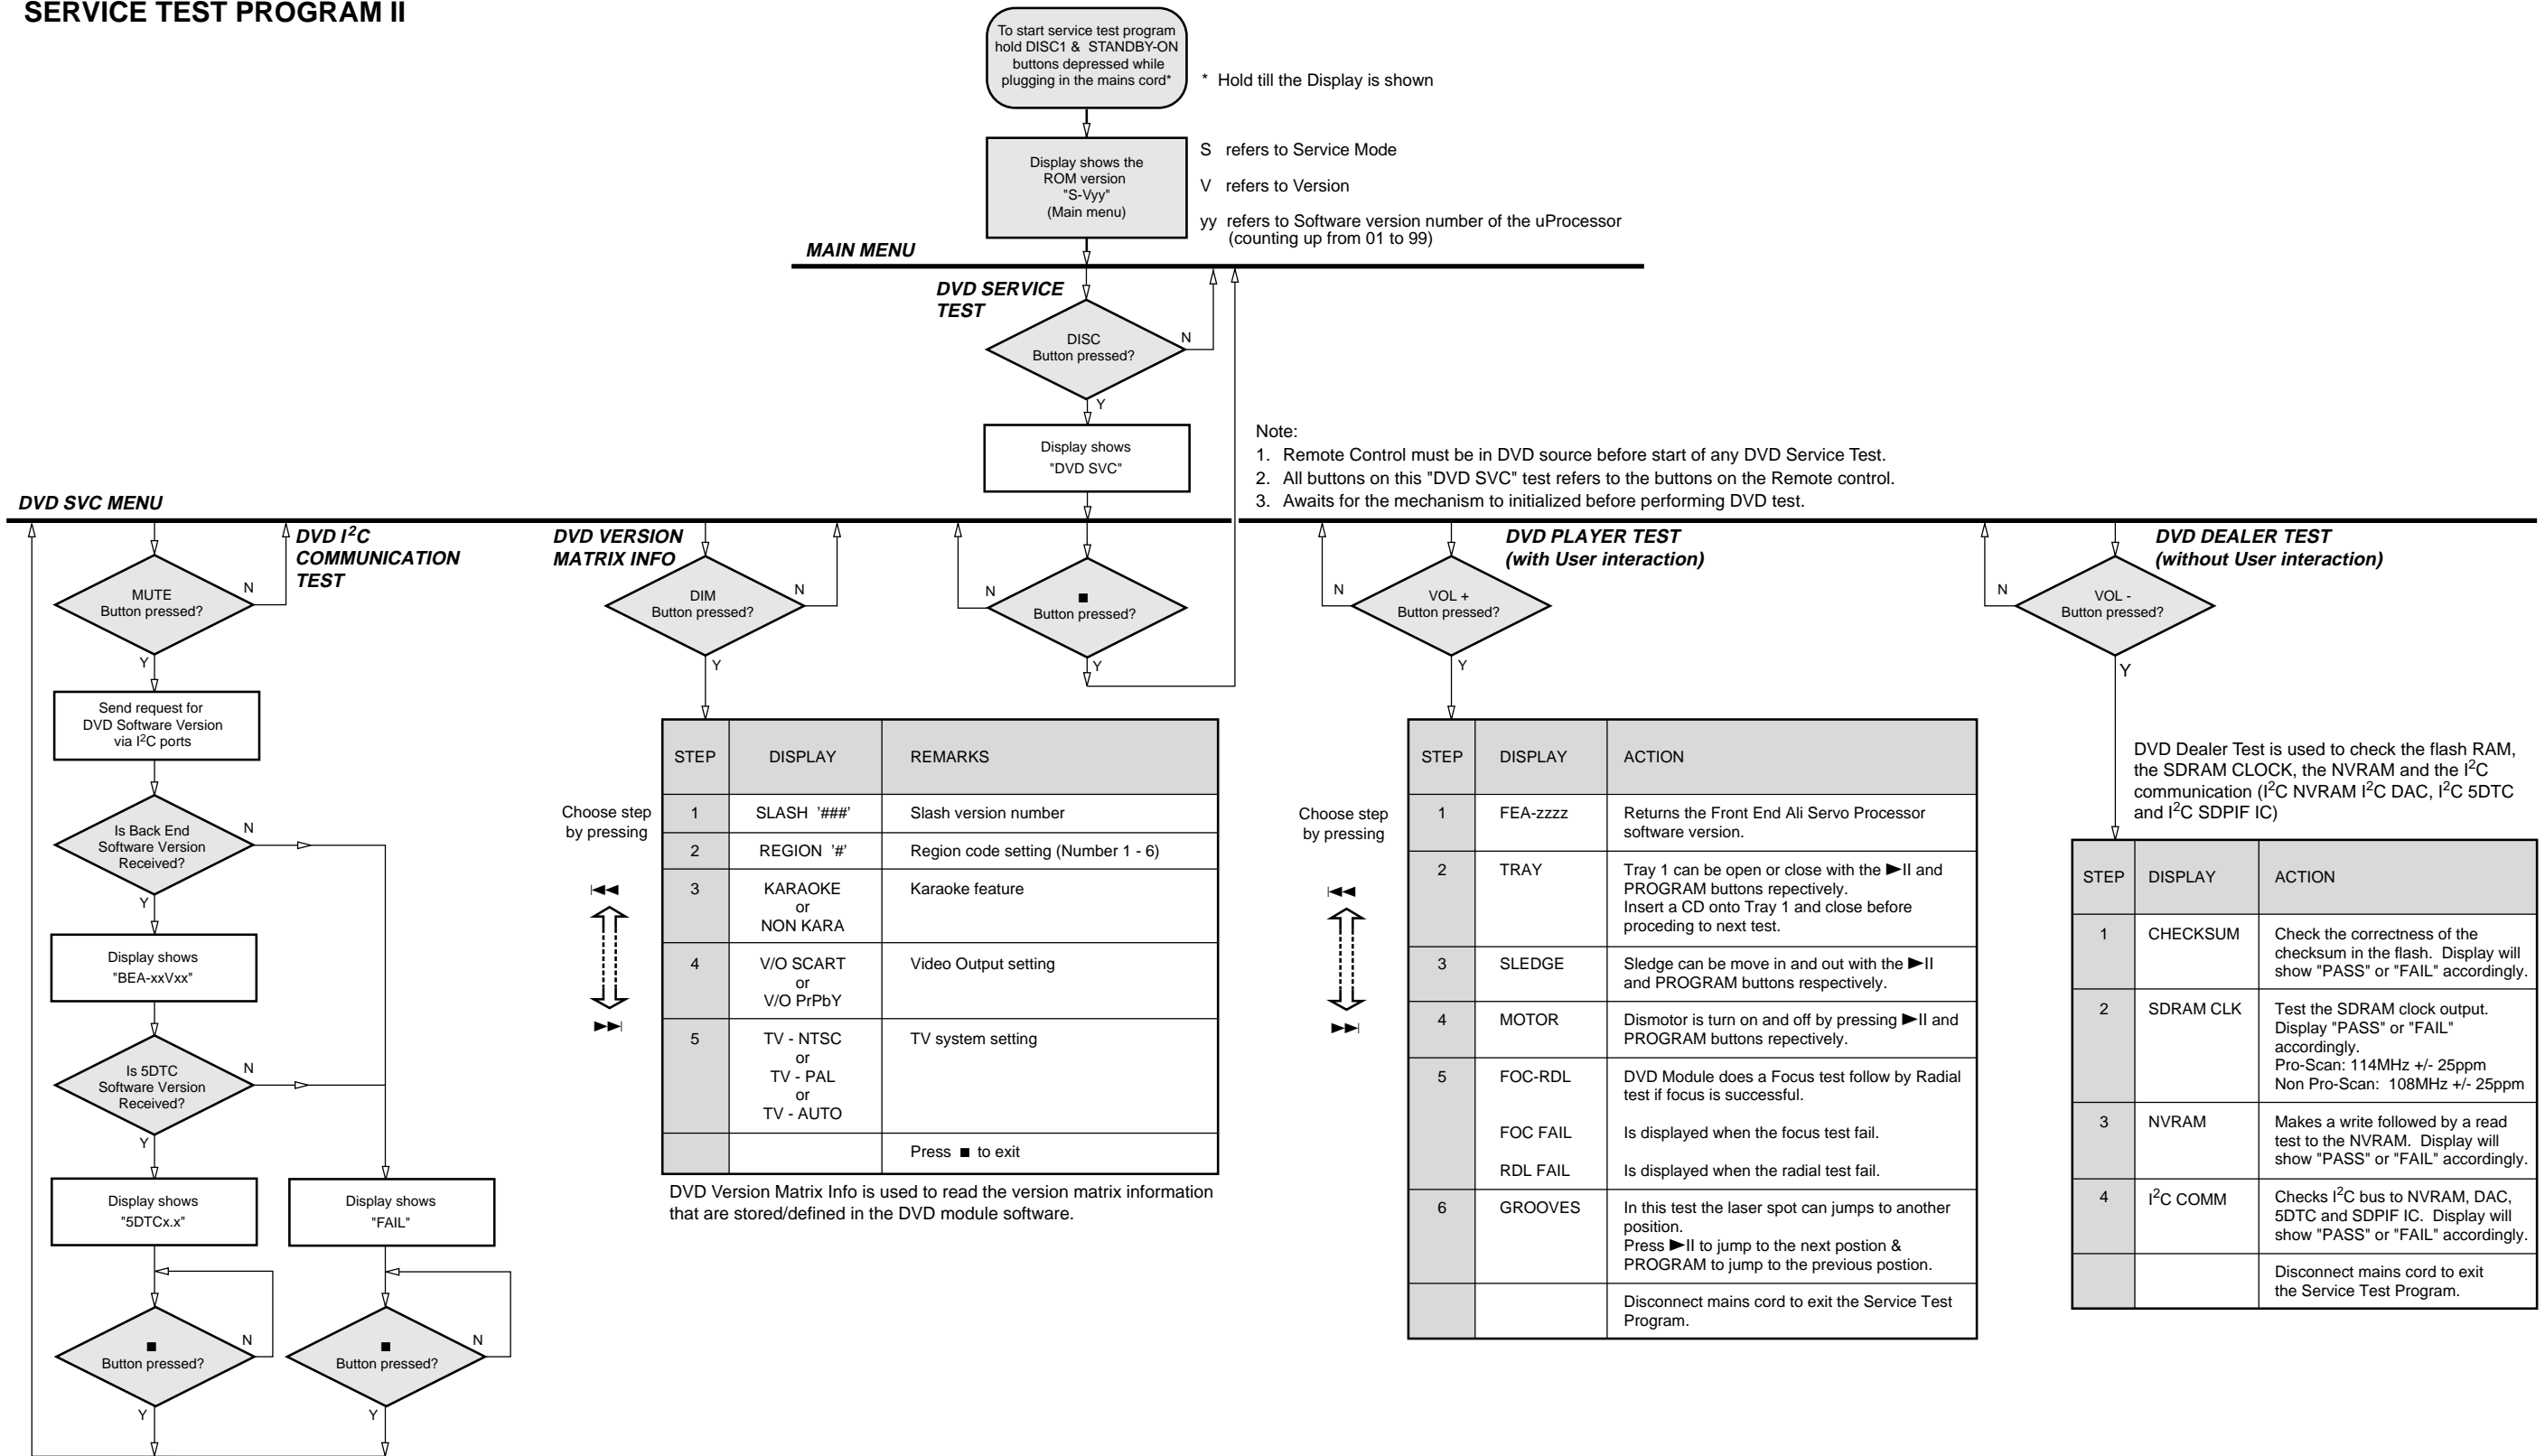 SERVICE TEST PROGRAM II
To start service test program
hold DISC1 & STANDBY-ON
buttons depressed while
plugging in the mains cord*
* Hold till the Display is shown
Display shows the
ROM version
"S-Vyy"
(Main menu)
S refers to Service Mode
V refers to Version
yy refers to Software version number of the uProcessor
(counting up from 01 to 99)
MAIN MENU
DVD SERVICE
TEST
DISC
Button pressed?
N
Y
Display shows
"DVD SVC"
Note:
1. Remote Control must be in DVD source before start of any DVD Service Test.
2. All buttons on this "DVD SVC" test refers to the buttons on the Remote control.
3. Awaits for the mechanism to initialized before performing DVD test.
DVD SVC MENU
DVD I²C
COMMUNICATION
TEST
MUTE
Button pressed?
N
Y
Send request for
DVD Software Version
via I²C ports
Is Back End
Software Version
Received?
N
Y
Display shows
"BEA-xxVxx"
Is 5DTC
Software Version
Received?
N
Y
Display shows
"5DTCx.x"
Display shows
"FAIL"
■
Button pressed?
N
Y
■
Button pressed?
N
Y
DVD VERSION
MATRIX INFO
DIM
Button pressed?
N
Y
■
Button pressed?
N
Y
Choose step
by pressing
STEP DISPLAY REMARKS
1 SLASH '###' Slash version number
2 REGION '#' Region code setting (Number 1 - 6)
3 KARAOKE Karaoke feature
or
NON KARA
4 V/O SCART Video Output setting
or
V/O PrPbY
5 TV - NTSC TV system setting
or
TV - PAL
or
TV - AUTO
Press ■ to exit
DVD Version Matrix Info is used to read the version matrix information
that are stored/defined in the DVD module software.
DVD PLAYER TEST
(with User interaction)
VOL +
Button pressed?
N
Y
Choose step
by pressing
STEP DISPLAY ACTION
1 FEA-zzzz Returns the Front End Ali Servo Processor
software version.
2 TRAY Tray 1 can be open or close with the ►II and
PROGRAM buttons repectively.
Insert a CD onto Tray 1 and close before
proceding to next test.
3 SLEDGE Sledge can be move in and out with the ►II
and PROGRAM buttons respectively.
4 MOTOR Dismotor is turn on and off by pressing ►II and
PROGRAM buttons repectively.
5 FOC-RDL DVD Module does a Focus test follow by Radial
test if focus is successful.
FOC FAIL Is displayed when the focus test fail.
RDL FAIL Is displayed when the radial test fail.
6 GROOVES In this test the laser spot can jumps to another
position.
Press ►II to jump to the next postion &
PROGRAM to jump to the previous postion.
Disconnect mains cord to exit the Service Test
Program.
DVD DEALER TEST
(without User interaction)
VOL -
Button pressed?
N
Y
DVD Dealer Test is used to check the flash RAM,
the SDRAM CLOCK, the NVRAM and the I²C
communication (I²C NVRAM I²C DAC, I²C 5DTC
and I²C SDPIF IC)
STEP DISPLAY ACTION
1 CHECKSUM Check the correctness of the
checksum in the flash. Display will
show "PASS" or "FAIL" accordingly.
2 SDRAM CLK Test the SDRAM clock output.
Display "PASS" or "FAIL"
accordingly.
Pro-Scan: 114MHz +/- 25ppm
Non Pro-Scan: 108MHz +/- 25ppm
3 NVRAM Makes a write followed by a read
test to the NVRAM. Display will
show "PASS" or "FAIL" accordingly.
4 I²C COMM Checks I²C bus to NVRAM, DAC,
5DTC and SDPIF IC. Display will
show "PASS" or "FAIL" accordingly.
Disconnect mains cord to exit
the Service Test Program.